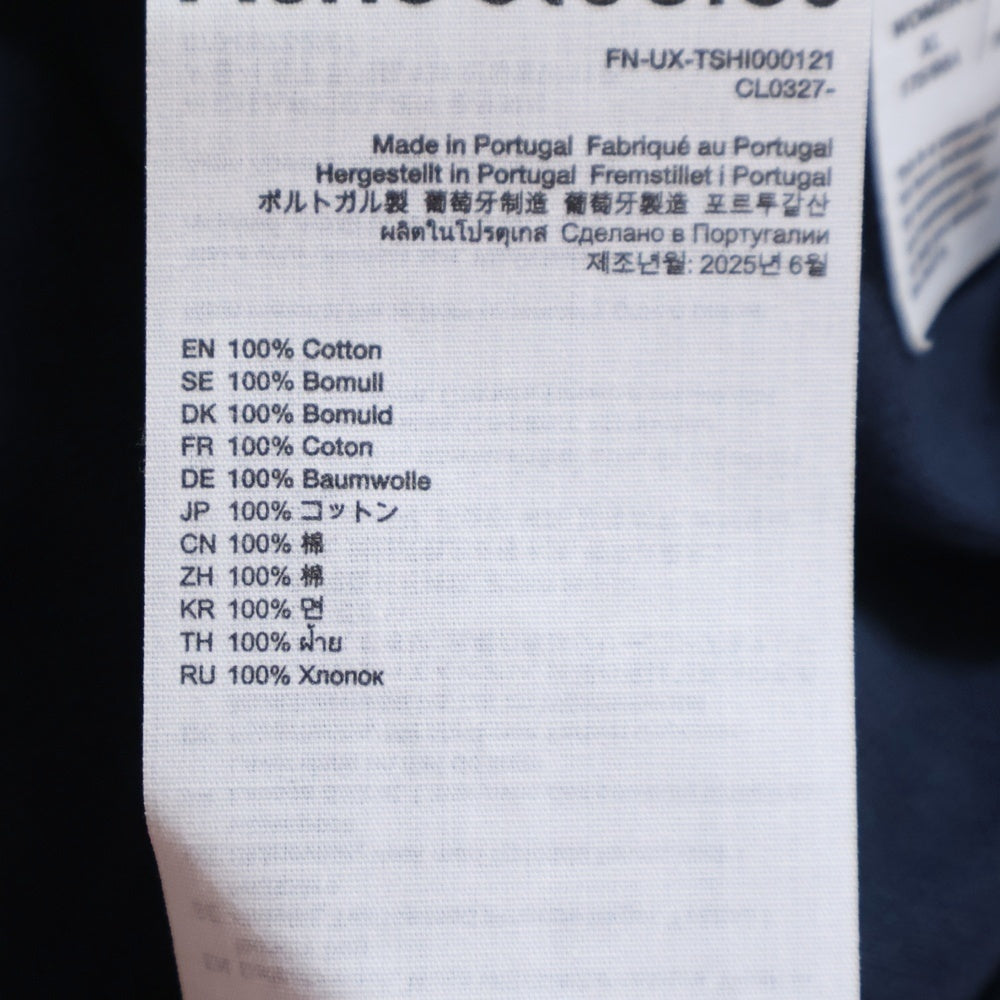 FN-UX-TSHI000121
CL0327-
Made in Portugal Fabriqué au Portugal
Hergestellt in Portugal Fremstillet i Portugal
ポルトガル製 葡萄牙制造 葡萄牙製造 포르투갈산
ผลิตในโปรตุเกส Сделано в Португалии
제조년월: 2025년 6월
EN 100% Cotton
SE 100% Bomull
DK 100% Bomuld
FR 100% Coton
DE 100% Baumwolle
JP 100% コットン
CN 100% 棉
ZH 100% 棉
KR 100% 면
TH 100% ฝ้าย
RU 100% Хлопок